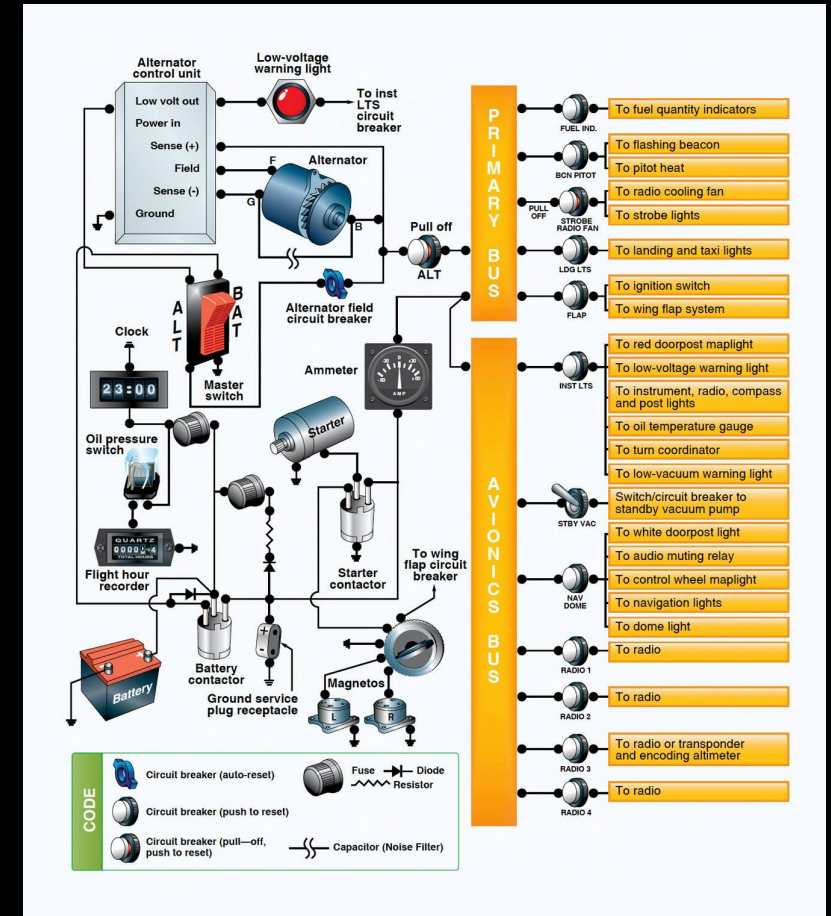 Alternator
control unit
Low-voltage
warning light
Low volt out
Power in
Sense (+)
Field
Sense (-)
Ground
To inst
LTS
circuit
breaker
F
Alternator
G
B
Pull off
ALT
ALT
BAT
Master
switch
Alternator field
circuit breaker
Clock
23:00
Oil pressure
switch
QUARTZ
TOTAL HOURS
Flight hour
recorder
Ammeter
-30 0 +30
-60 +60
AMP
Starter
Starter
contactor
To wing
flap circuit
breaker
Battery
Battery
contactor
+
-
Ground service
plug receptacle
Magnetos
L
R
PRIMARY BUS
FUEL IND.
To fuel quantity indicators
BCN PITOT
To flashing beacon
To pitot heat
PULL
OFF
STROBE
RADIO FAN
To radio cooling fan
To strobe lights
LDG LTS
To landing and taxi lights
FLAP
To ignition switch
To wing flap system
AVIONICS BUS
INST LTS
To red doorpost maplight
To low-voltage warning light
To instrument, radio, compass
and post lights
To oil temperature gauge
To turn coordinator
To low-vacuum warning light
STBY VAC
Switch/circuit breaker to
standby vacuum pump
NAV
DOME
To white doorpost light
To audio muting relay
To control wheel maplight
To navigation lights
To dome light
RADIO 1
To radio
RADIO 2
To radio
RADIO 3
To radio or transponder
and encoding altimeter
RADIO 4
To radio
CODE
Circuit breaker (auto-reset)
Circuit breaker (push to reset)
Circuit breaker (pull—off,
push to reset)
Fuse
Diode
Resistor
Capacitor (Noise Filter)